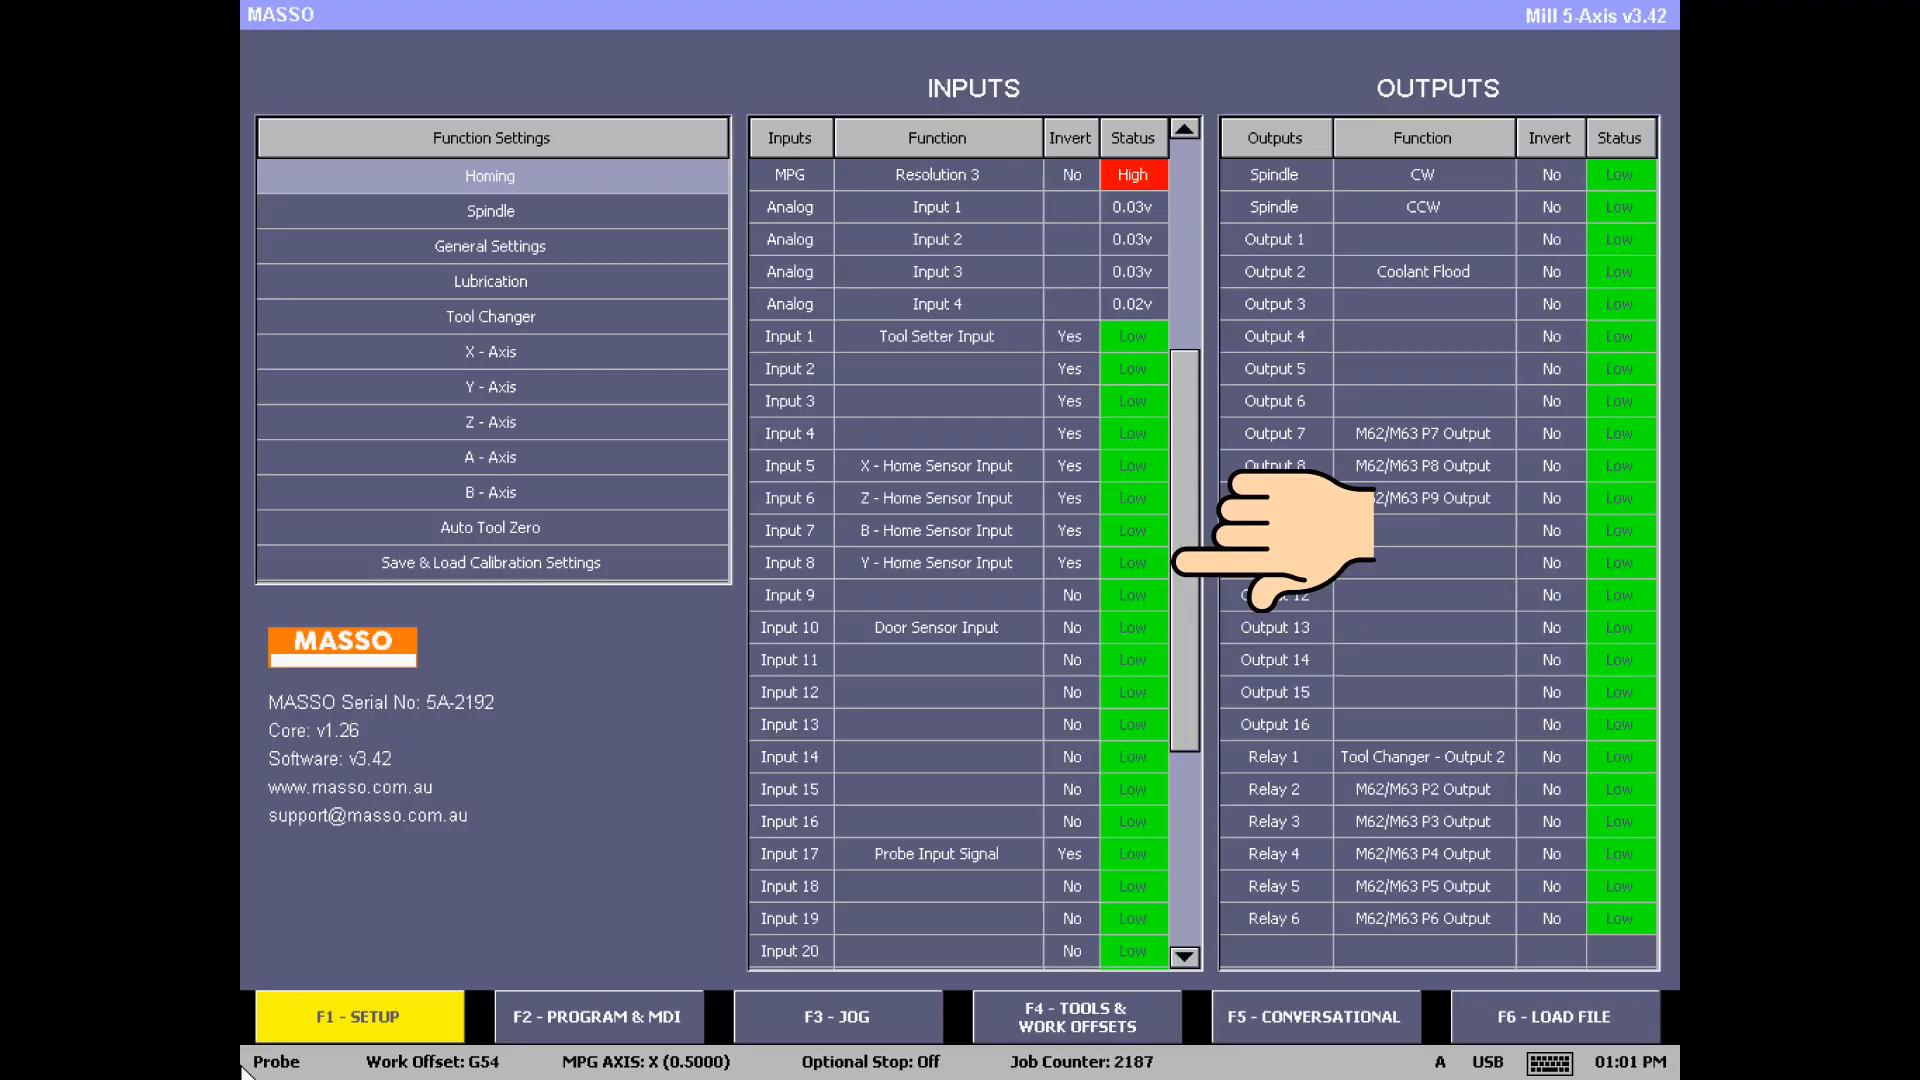 MASSO
Mill 5-Axis v3.42
INPUTS
OUTPUTS
Function Settings
Homing
Spindle
General Settings
Lubrication
Tool Changer
X - Axis
Y - Axis
Z - Axis
A - Axis
B - Axis
Auto Tool Zero
Save & Load Calibration Settings
MASSO
MASSO Serial No: 5A-2192
Core: v1.26
Software: v3.42
www.masso.com.au
support@masso.com.au
Inputs Function Invert Status
MPG Resolution 3 No High
Analog Input 1 0.03v
Analog Input 2 0.03v
Analog Input 3 0.03v
Analog Input 4 0.02v
Input 1 Tool Setter Input Yes Low
Input 2 Yes Low
Input 3 Yes Low
Input 4 Yes Low
Input 5 X - Home Sensor Input Yes Low
Input 6 Z - Home Sensor Input Yes Low
Input 7 B - Home Sensor Input Yes Low
Input 8 Y - Home Sensor Input Yes Low
Input 9 No Low
Input 10 Door Sensor Input No Low
Input 11 No Low
Input 12 No Low
Input 13 No Low
Input 14 No Low
Input 15 No Low
Input 16 No Low
Input 17 Probe Input Signal Yes Low
Input 18 No Low
Input 19 No Low
Input 20 No Low
Outputs Function Invert Status
Spindle CW No Low
Spindle CCW No Low
Output 1 No Low
Output 2 Coolant Flood No Low
Output 3 No Low
Output 4 No Low
Output 5 No Low
Output 6 No Low
Output 7 M62/M63 P7 Output No Low
Output 8 M62/M63 P8 Output No Low
P9 Output No Low
No Low
No Low
12 No Low
Output 13 No Low
Output 14 No Low
Output 15 No Low
Output 16 No Low
Relay 1 Tool Changer - Output 2 No Low
Relay 2 M62/M63 P2 Output No Low
Relay 3 M62/M63 P3 Output No Low
Relay 4 M62/M63 P4 Output No Low
Relay 5 M62/M63 P5 Output No Low
Relay 6 M62/M63 P6 Output No Low
F1 - SETUP
F2 - PROGRAM & MDI
F3 - JOG
F4 - TOOLS &
WORK OFFSETS
F5 - CONVERSATIONAL
F6 - LOAD FILE
Probe Work Offset: G54 MPG AXIS: X (0.5000) Optional Stop: Off Job Counter: 2187 A USB 01:01 PM